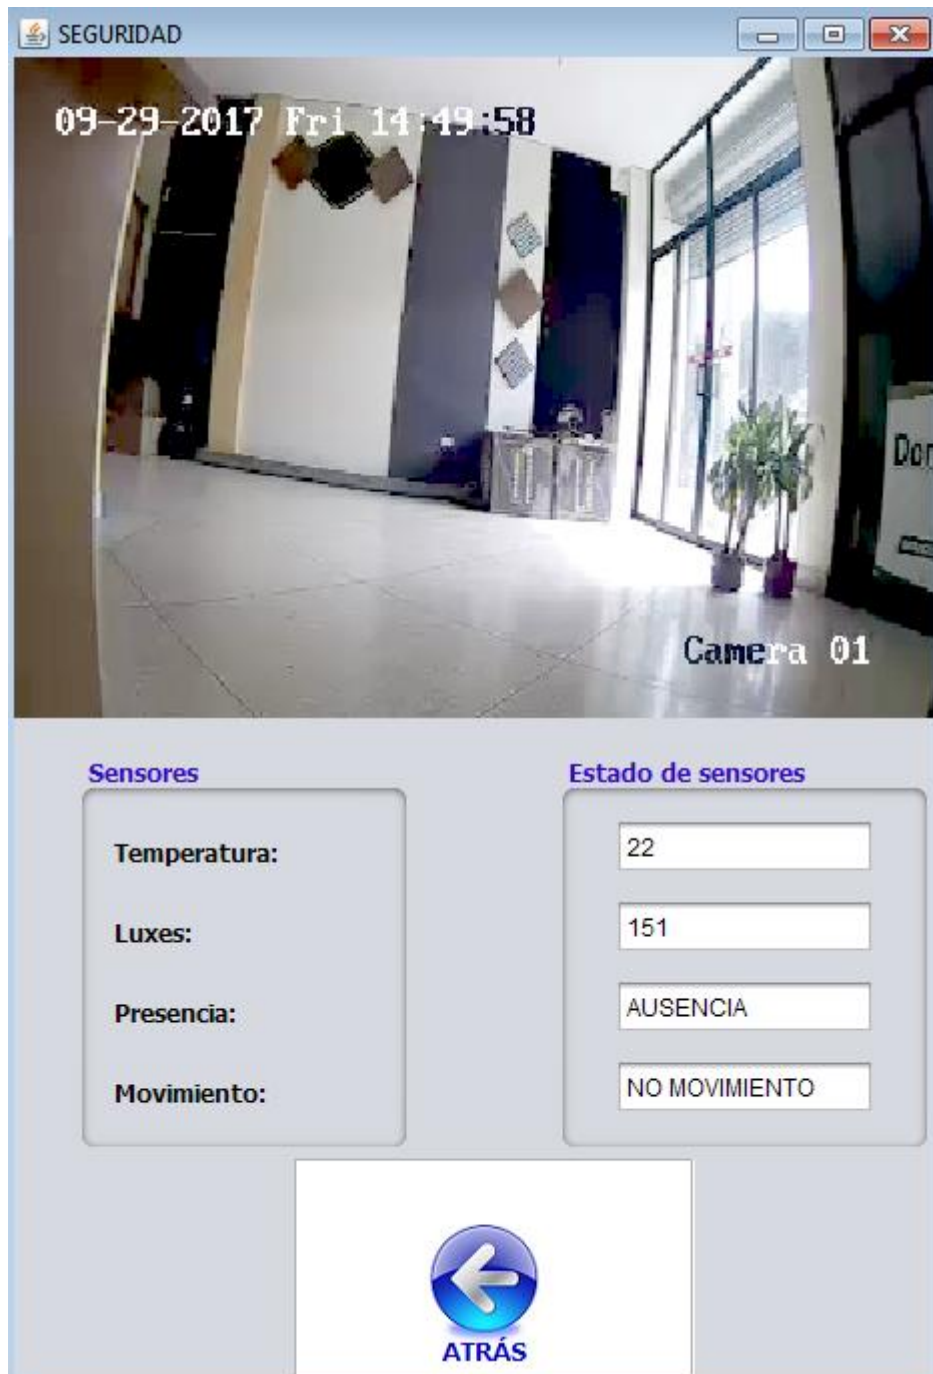 SEGURIDAD
09-29-2017 Fri 14:49:58
Camera 01
Sensores
Estado de sensores
Temperatura:
22
Luxes:
151
Presencia:
AUSENCIA
Movimiento:
NO MOVIMIENTO
ATRÁS